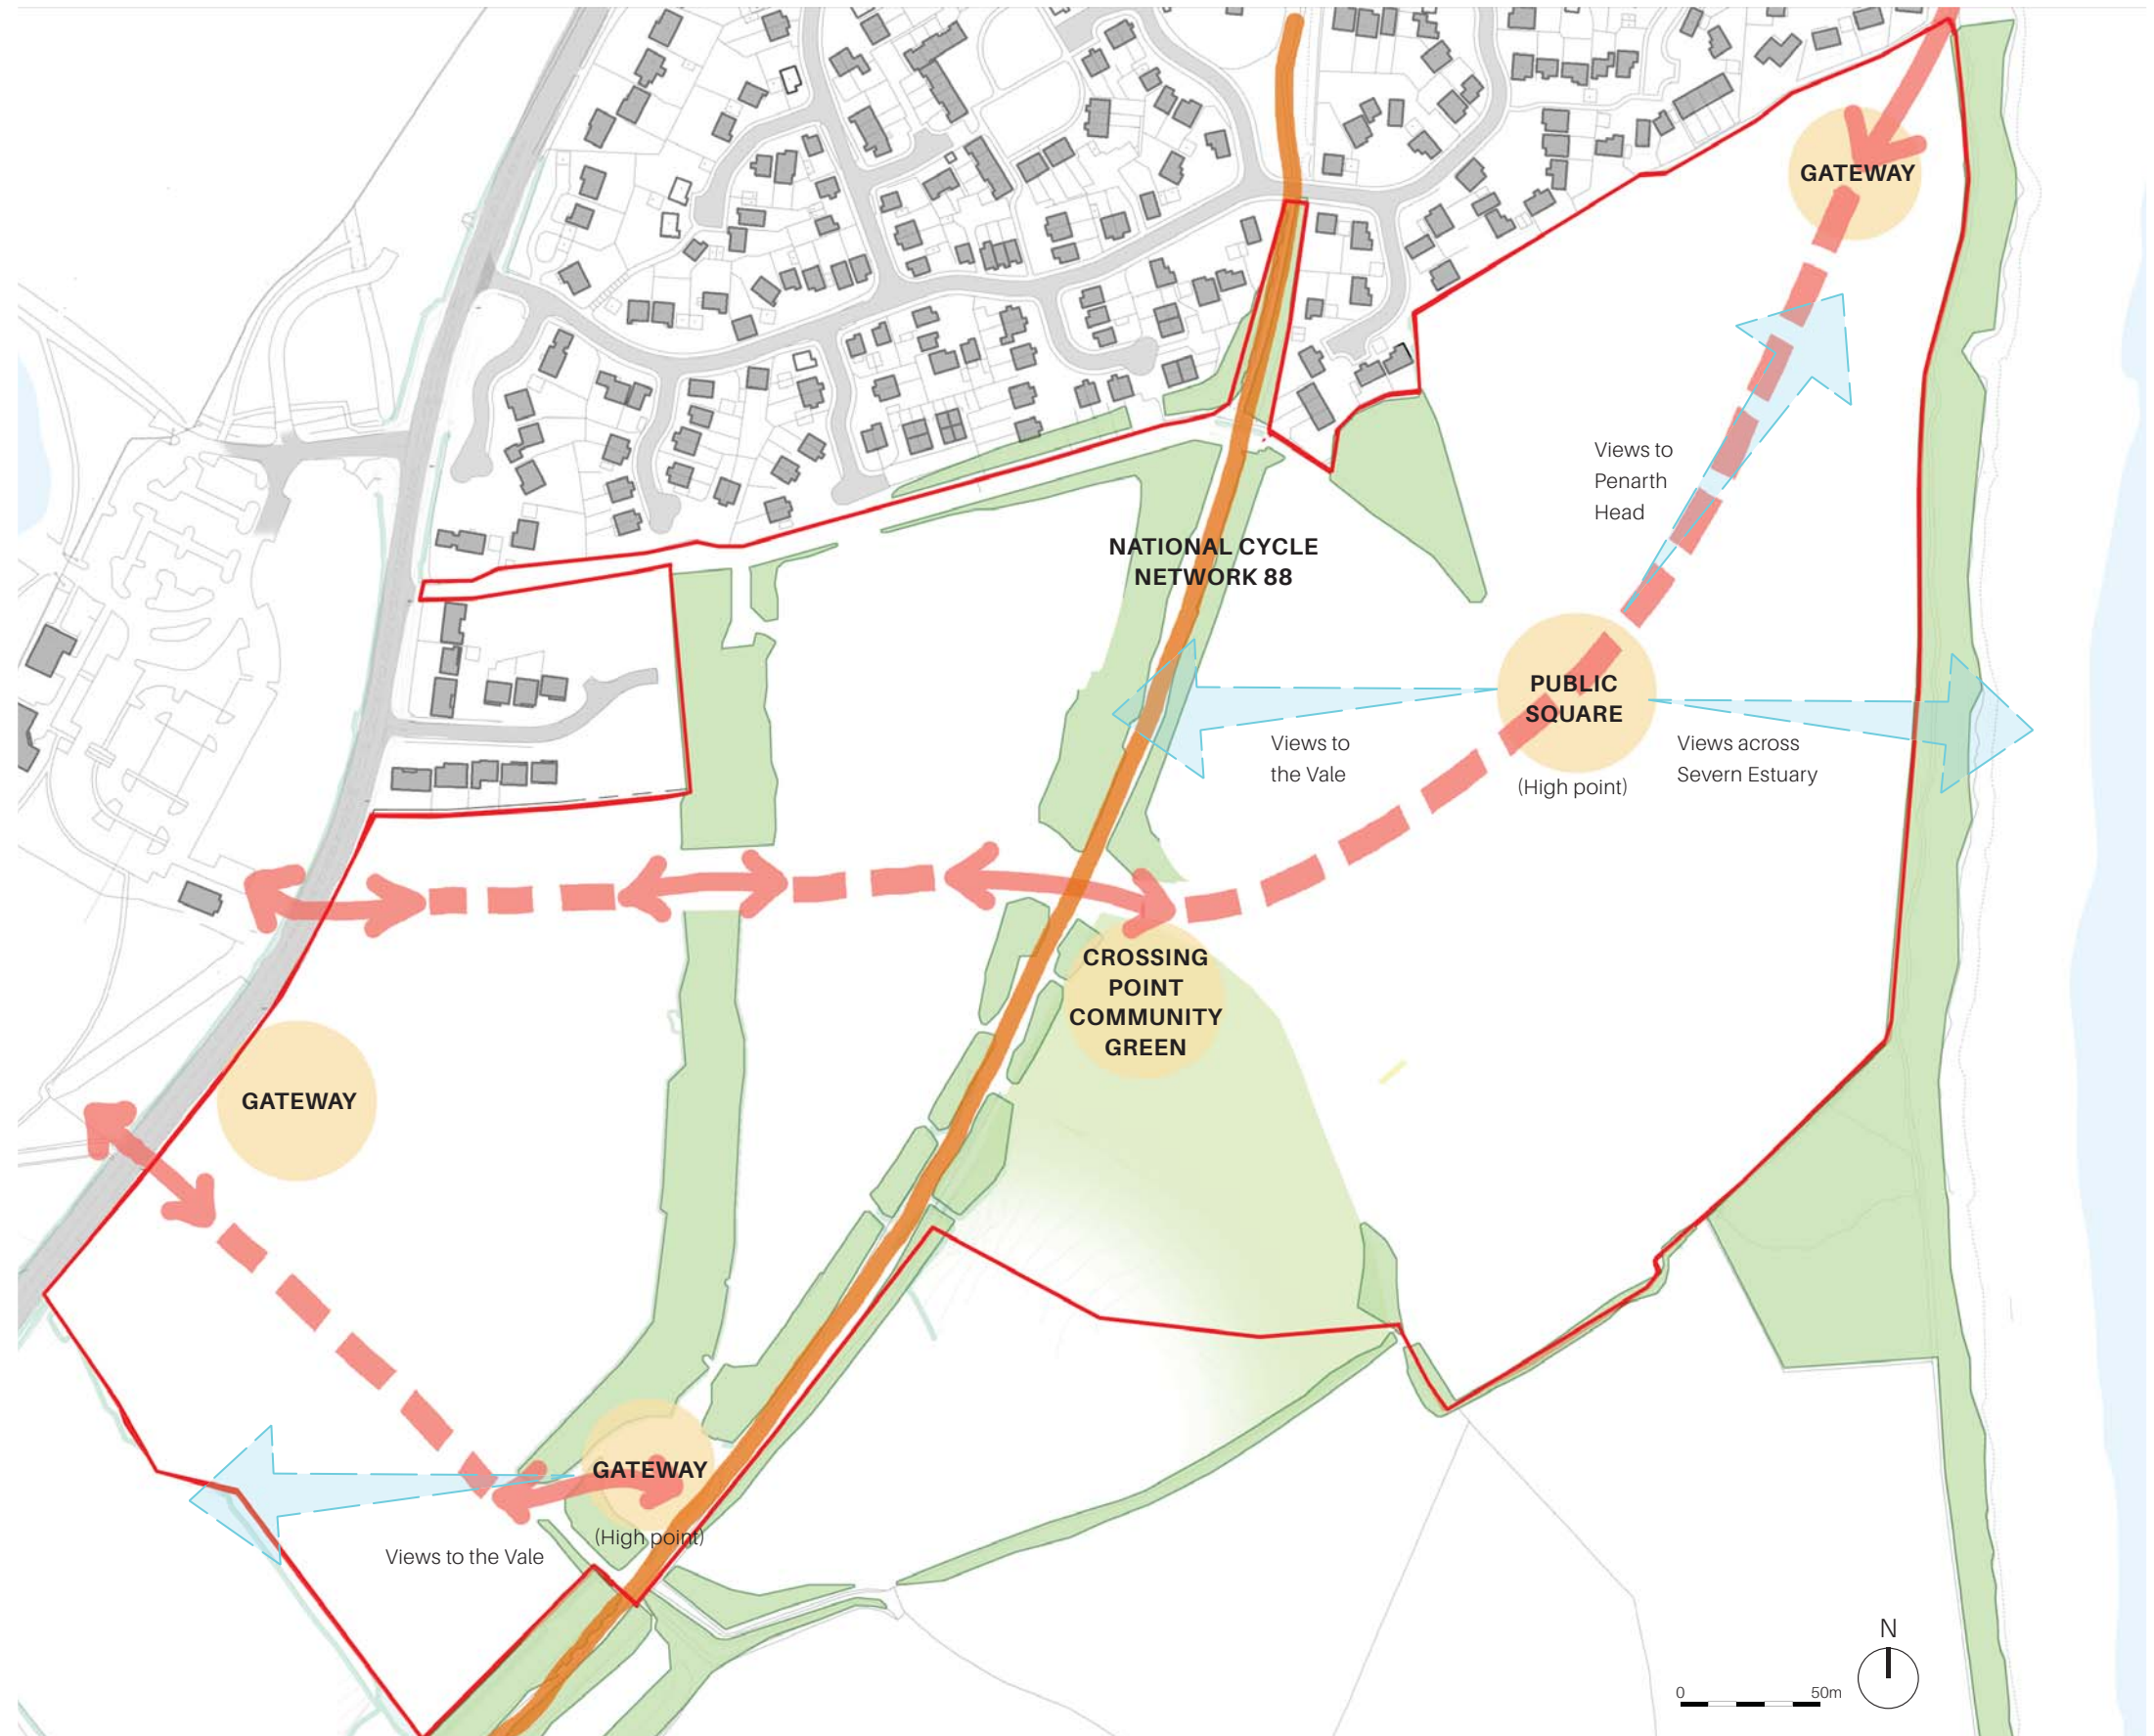 GATEWAY
Views to
Penarth
Head
NATIONAL CYCLE
NETWORK 88
PUBLIC
SQUARE
(High point)
Views to
the Vale
Views across
Severn Estuary
CROSSING
POINT
COMMUNITY
GREEN
GATEWAY
GATEWAY
(High point)
Views to the Vale
N
0 50m